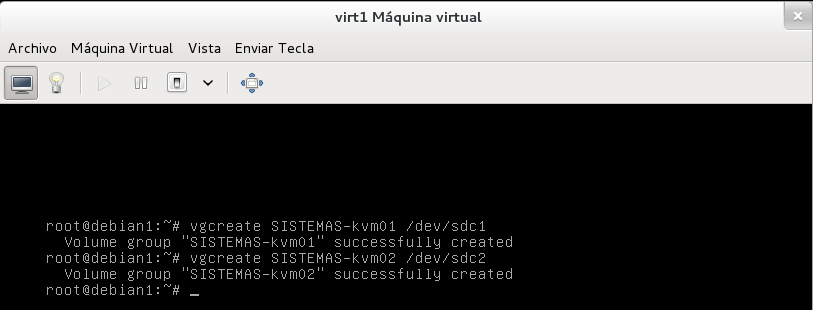 virt1 Máquina virtual
Archivo Máquina Virtual Vista Enviar Tecla
root@debian1:~# vgcreate SISTEMAS-kvm01 /dev/sdc1
Volume group "SISTEMAS-kvm01" successfully created
root@debian1:~# vgcreate SISTEMAS-kvm02 /dev/sdc2
Volume group "SISTEMAS-kvm02" successfully created
root@debian1:~# _